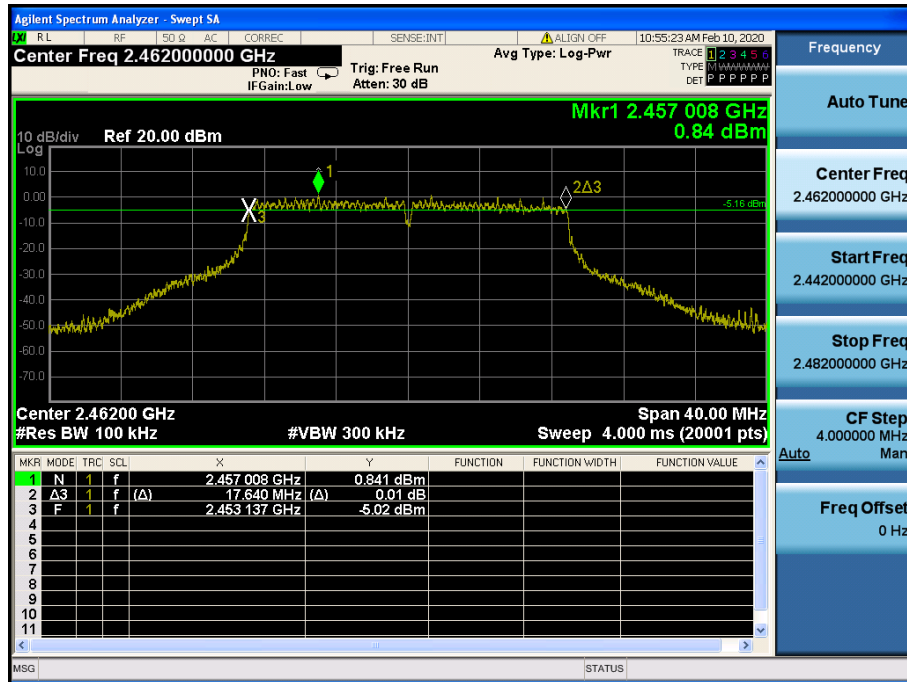 Agilent Spectrum Analyzer - Swept SA
LXI RL RF 50 Ω AC CORREC SENSE:INT ALIGN OFF 10:55:23 AM Feb 10, 2020
Center Freq 2.462000000 GHz Avg Type: Log-Pwr TRACE 1 2 3 4 5 6
PNO: Fast Trig: Free Run TYPE M W W W W W
IFGain:Low Atten: 30 dB DET P P P P P P
Mkr1 2.457 008 GHz
0.84 dBm
10 dB/div Ref 20.00 dBm
Log
10.0
0.00
-10.0
-20.0
-30.0
-40.0
-50.0
-60.0
-70.0
1
2Δ3
3
-5.16 dBm
Center 2.46200 GHz Span 40.00 MHz
#Res BW 100 kHz #VBW 300 kHz Sweep 4.000 ms (20001 pts)
MKR MODE TRC SCL X Y FUNCTION FUNCTION WIDTH FUNCTION VALUE
1 N 1 f 2.457 008 GHz 0.841 dBm
2 Δ3 1 f (Δ) 17.640 MHz (Δ) 0.01 dB
3 F 1 f 2.453 137 GHz -5.02 dBm
4
5
6
7
8
9
10
11
MSG STATUS
Frequency
Auto Tune
Center Freq
2.462000000 GHz
Start Freq
2.442000000 GHz
Stop Freq
2.482000000 GHz
CF Step
4.000000 MHz
Auto Man
Freq Offset
0 Hz